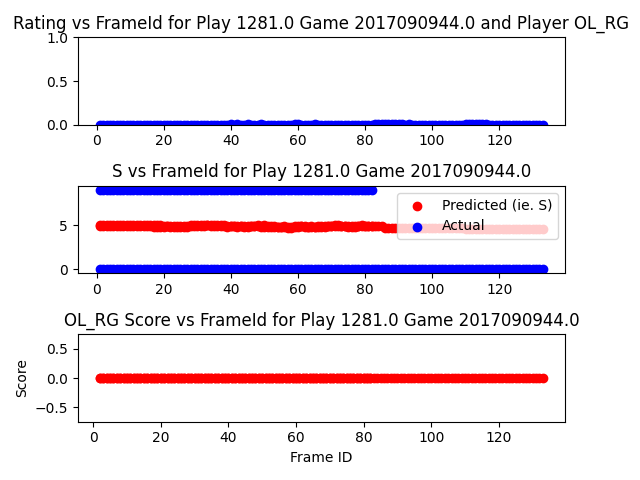 Rating vs FrameId for Play 1281.0 Game 2017090944.0 and Player OL_RG
1.0
0.5
0.0
0 20 40 60 80 100 120
S vs FrameId for Play 1281.0 Game 2017090944.0
Predicted (ie. S)
Actual
5
0
0 20 40 60 80 100 120
OL_RG Score vs FrameId for Play 1281.0 Game 2017090944.0
Score
0.5
0.0
−0.5
0 20 40 60 80 100 120
Frame ID